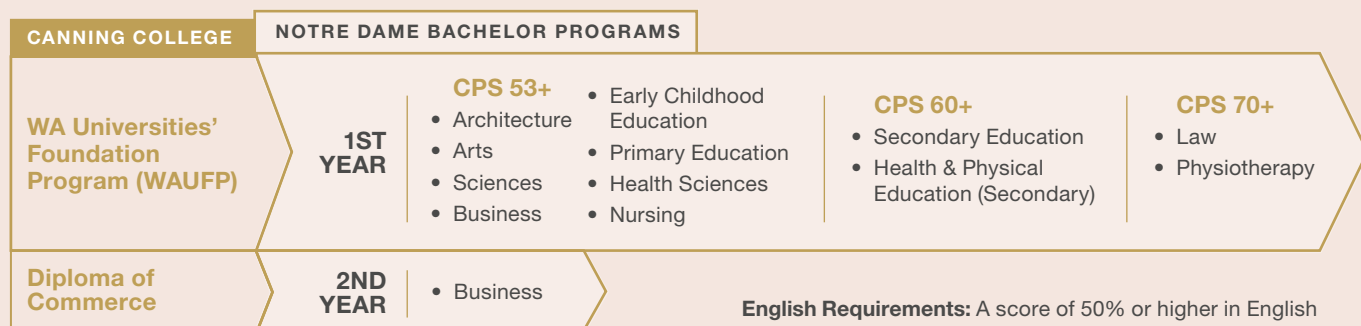 CANNING COLLEGE
NOTRE DAME BACHELOR PROGRAMS
WA Universities’
Foundation
Program (WAUFP)
1ST
YEAR
CPS 53+
• Architecture
• Arts
• Sciences
• Business
• Early Childhood
Education
• Primary Education
• Health Sciences
• Nursing
CPS 60+
• Secondary Education
• Health & Physical
Education (Secondary)
CPS 70+
• Law
• Physiotherapy
Diploma of
Commerce
2ND
YEAR
• Business
English Requirements: A score of 50% or higher in English